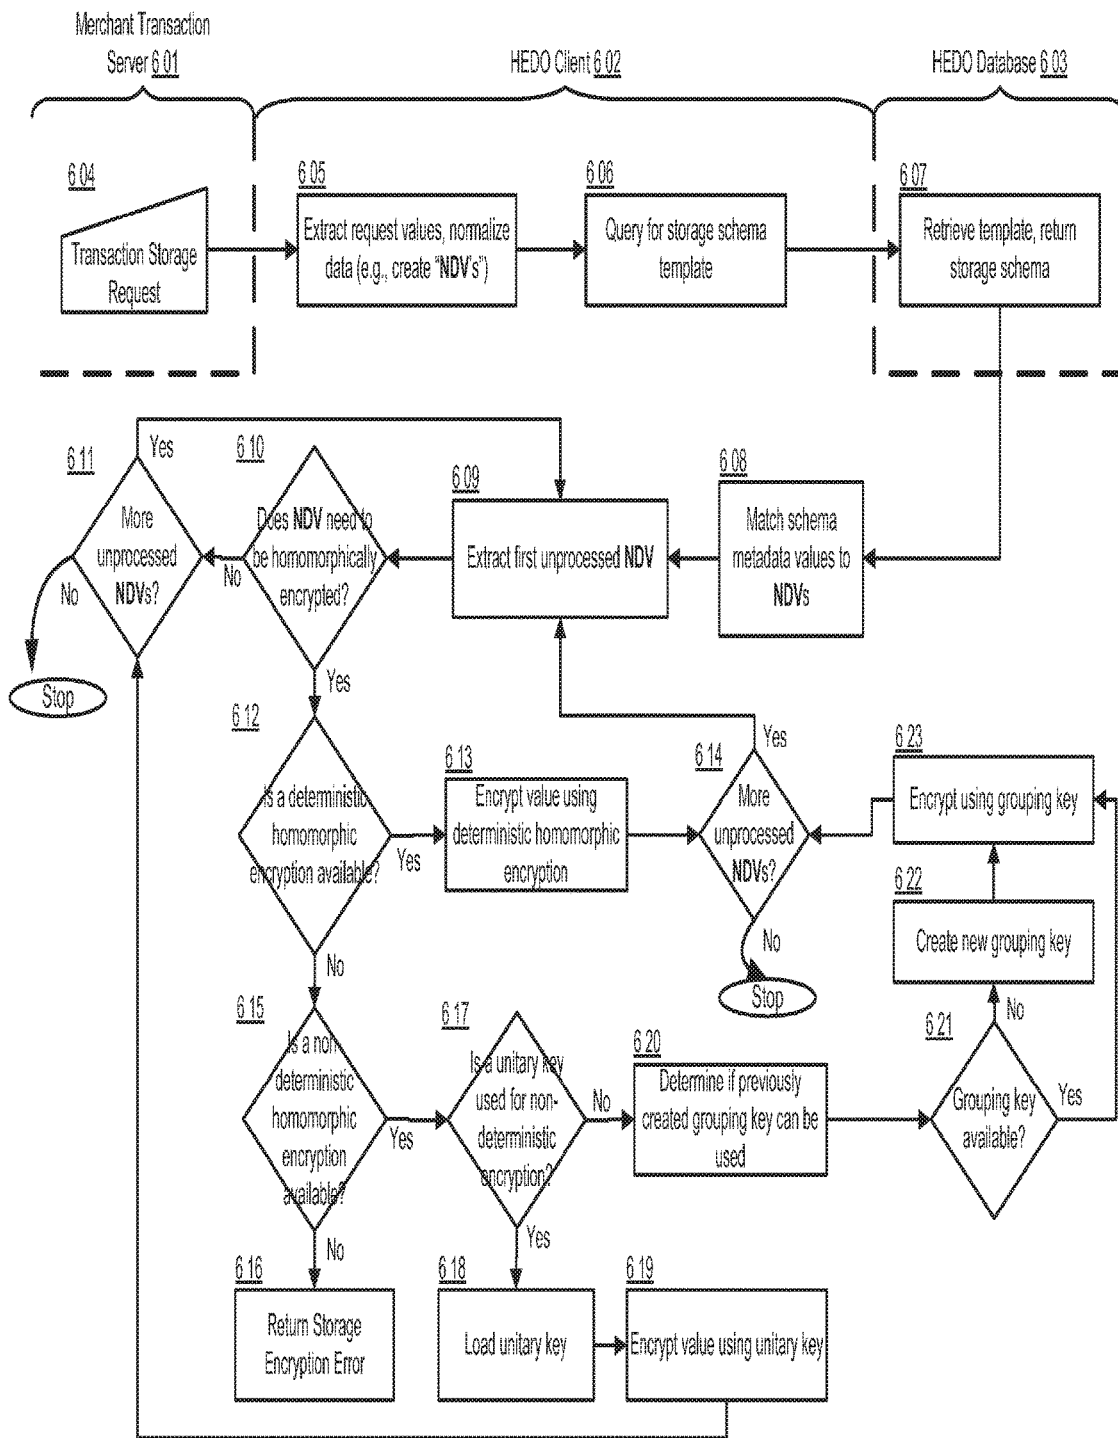 Merchant Transaction
Server 6 01
HEDO Client 6 02
HEDO Database 6 03
6 04
Transaction Storage
Request
6 05
Extract request values, normalize
data (e.g., create "NDV's")
6 06
Query for storage schema
template
6 07
Retrieve template, return
storage schema
6 11
Yes
More
unprocessed
NDVs?
No
Stop
6 10
Does NDV need to
be homomorphically
encrypted?
No
Yes
6 09
Extract first unprocessed NDV
6 08
Match schema
metadata values to
NDVs
6 12
Is a deterministic
homomorphic
encryption available?
Yes
No
6 13
Encrypt value using
deterministic homomorphic
encryption
6 14
Yes
More
unprocessed
NDVs?
No
Stop
6 23
Encrypt using grouping key
6 22
Create new grouping key
No
6 21
Grouping key
available?
Yes
6 15
Is a non-
deterministic
homomorphic
encryption
available?
Yes
No
6 17
Is a unitary key
used for non-
deterministic
encryption?
No
Yes
6 20
Determine if previously
created grouping key can be
used
6 16
Return Storage
Encryption Error
6 18
Load unitary key
6 19
Encrypt value using unitary key